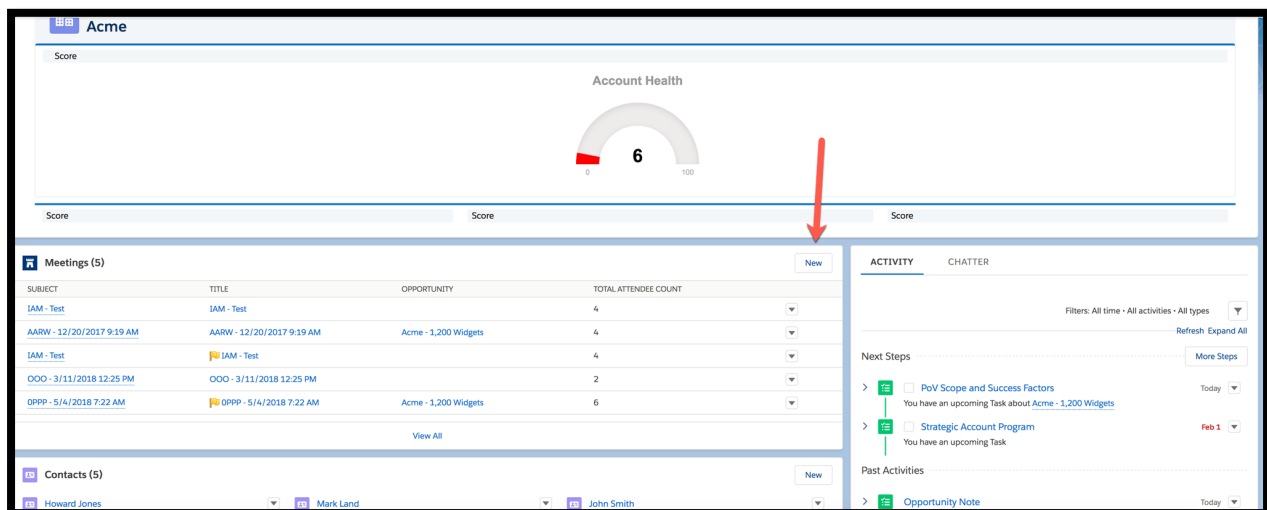 Acme
Score
Account Health
6
0 100
Score Score Score
Meetings (5) New
SUBJECT TITLE OPPORTUNITY TOTAL ATTENDEE COUNT
IAM - Test IAM - Test 4
AARW - 12/20/2017 9:19 AM AARW - 12/20/2017 9:19 AM Acme - 1,200 Widgets 4
IAM - Test IAM - Test 4
OOO - 3/11/2018 12:25 PM OOO - 3/11/2018 12:25 PM 2
0PPP - 5/4/2018 7:22 AM 0PPP - 5/4/2018 7:22 AM Acme - 1,200 Widgets 6
View All
Contacts (5) New
Howard Jones Mark Land John Smith
ACTIVITY CHATTER
Filters: All time • All activities • All types
Refresh Expand All
Next Steps More Steps
PoV Scope and Success Factors Today
You have an upcoming Task about Acme - 1,200 Widgets
Strategic Account Program Feb 1
You have an upcoming Task
Past Activities
Opportunity Note Today